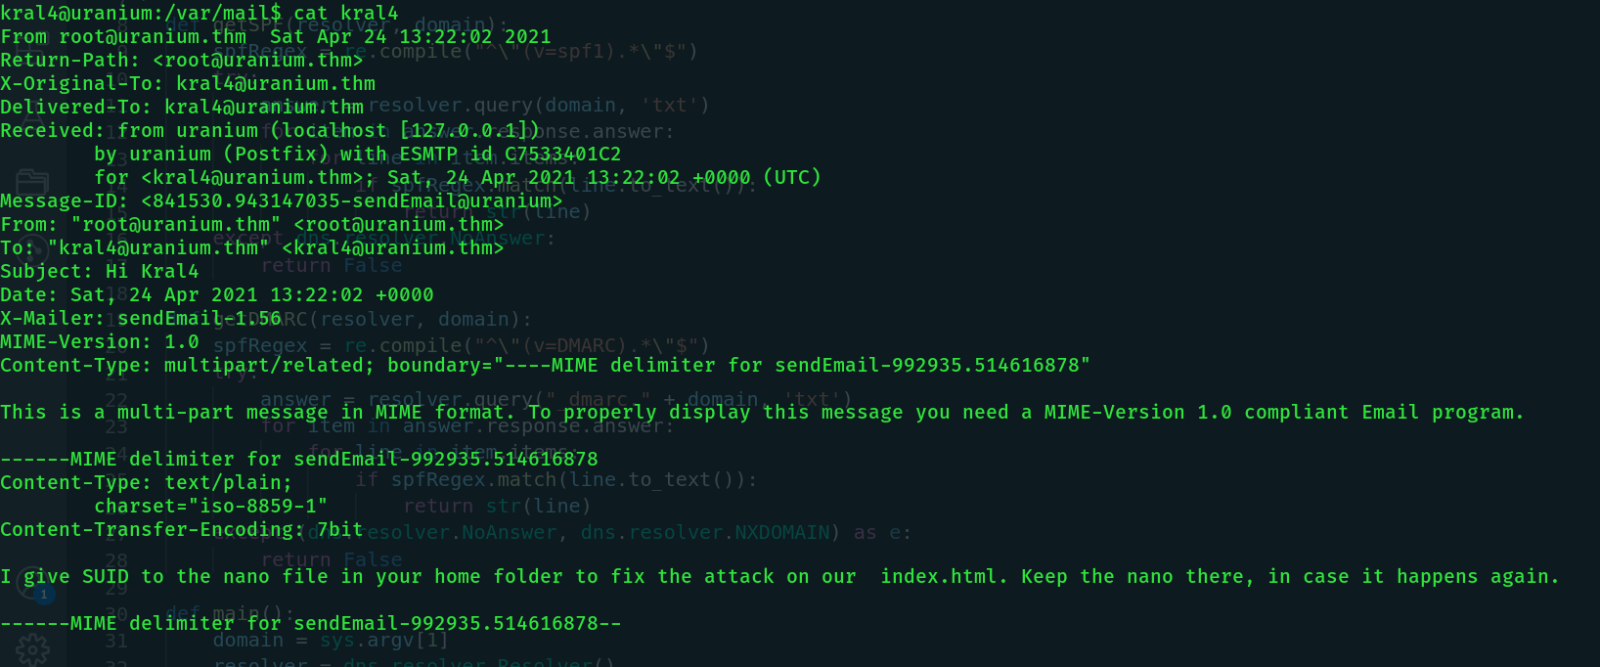 kral4@uranium:/var/mail$ cat kral4
From root@uranium.thm  Sat Apr 24 13:22:02 2021
Return-Path: <root@uranium.thm>
X-Original-To: kral4@uranium.thm
Delivered-To: kral4@uranium.thm
Received: from uranium (localhost [127.0.0.1])
        by uranium (Postfix) with ESMTP id C7533401C2
        for <kral4@uranium.thm>; Sat, 24 Apr 2021 13:22:02 +0000 (UTC)
Message-ID: <841530.943147035-sendEmail@uranium>
From: "root@uranium.thm" <root@uranium.thm>
To: "kral4@uranium.thm" <kral4@uranium.thm>
Subject: Hi Kral4
Date: Sat, 24 Apr 2021 13:22:02 +0000
X-Mailer: sendEmail-1.56
MIME-Version: 1.0
Content-Type: multipart/related; boundary="----MIME delimiter for sendEmail-992935.514616878"

This is a multi-part message in MIME format. To properly display this message you need a MIME-Version 1.0 compliant Email program.

------MIME delimiter for sendEmail-992935.514616878
Content-Type: text/plain;
        charset="iso-8859-1"
Content-Transfer-Encoding: 7bit

I give SUID to the nano file in your home folder to fix the attack on our  index.html. Keep the nano there, in case it happens again.

------MIME delimiter for sendEmail-992935.514616878--